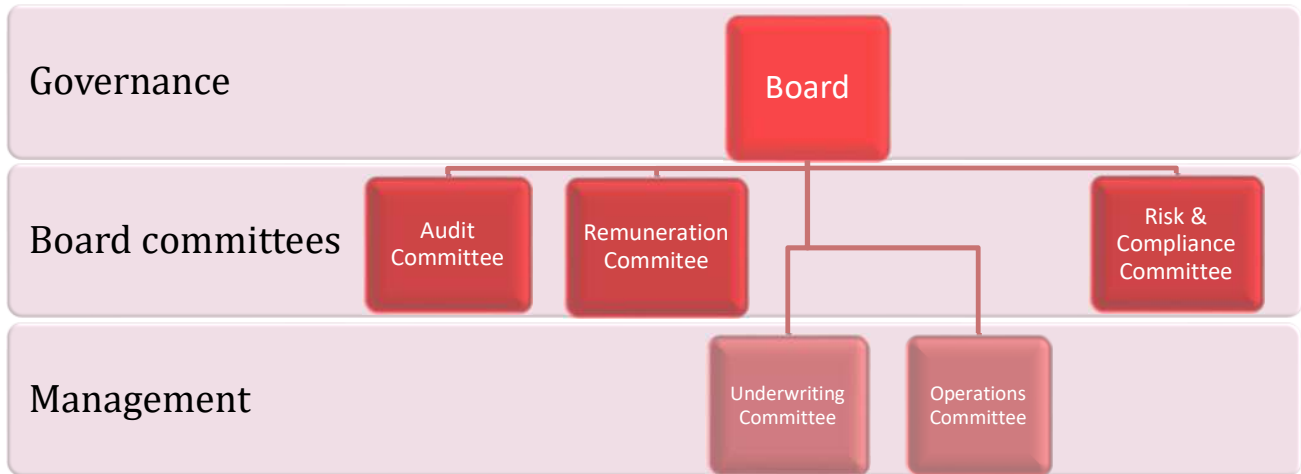 Governance
Board
Board committees
Audit
Committee
Remuneration
Commitee
Risk &
Compliance
Committee
Management
Underwriting
Committee
Operations
Committee